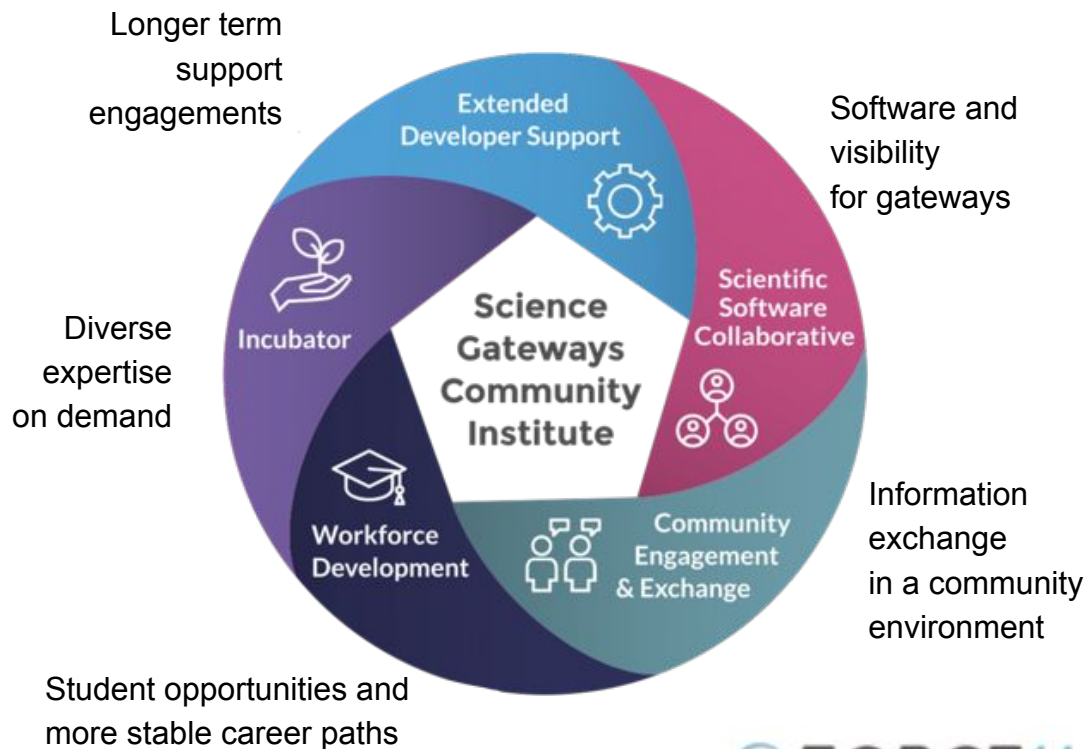 Longer term
support
engagements
Extended
Developer Support
Software and
visibility
for gateways
Scientific
Software
Collaborative
Science
Gateways
Community
Institute
Incubator
Diverse
expertise
on demand
Workforce
Development
Community
Engagement
& Exchange
Information
exchange
in a community
environment
Student opportunities and
more stable career paths